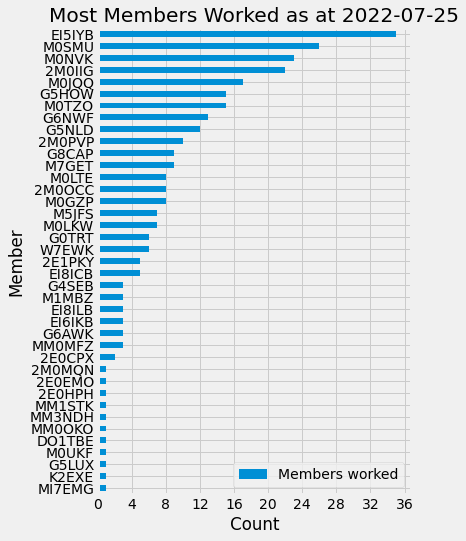 Most Members Worked as at 2022-07-25
EI5IYB
M0SMU
M0NVK
2M0IIG
M0JQQ
G5HOW
M0TZO
G6NWF
G5NLD
2M0PVP
G8CAP
M7GET
M0LTE
2M0OCC
M0GZP
M5JFS
M0LKW
G0TRT
W7EWK
2E1PKY
EI8ICB
G4SEB
M1MBZ
EI8ILB
EI6IKB
G6AWK
MM0MFZ
2E0CPX
2M0MQN
2E0EMO
2E0HPH
MM1STK
MM3NDH
MM0OKO
DO1TBE
M0UKF
G5LUX
K2EXE
MI7EMG
Member
Members worked
0 4 8 12 16 20 24 28 32 36
Count